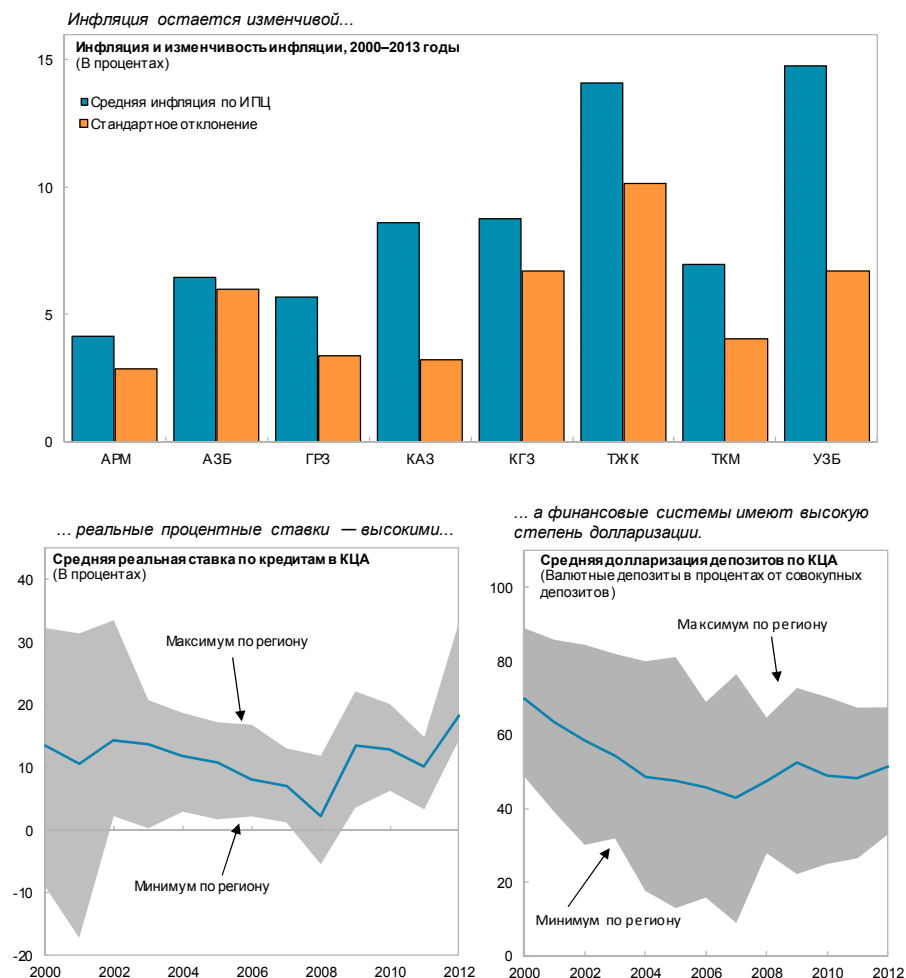 Инфляция остается изменчивой…
Инфляция и изменчивость инфляции, 2000–2013 годы
(В процентах)
Средняя инфляция по ИПЦ
Стандартное отклонение
15
10
5
0
АРМ АЗБ ГРЗ КАЗ КГЗ ТЖК ТКМ УЗБ
… реальные процентные ставки — высокими…
Средняя реальная ставка по кредитам в КЦА
(В процентах)
40
30
20
10
0
-10
-20
Максимум по региону
Минимум по региону
2000 2002 2004 2006 2008 2010 2012
… а финансовые системы имеют высокую
степень долларизации.
Средняя долларизация депозитов по КЦА
(Валютные депозиты в процентах от совокупных
депозитов)
100
80
60
40
20
0
Максимум по региону
Минимум по региону
2000 2002 2004 2006 2008 2010 2012